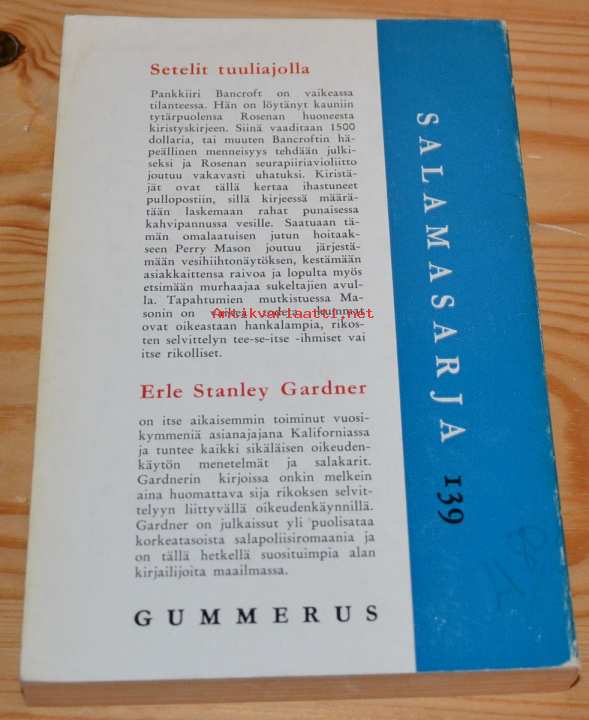 Setelit tuuliajolla
Pankkiiri Bancroft on vaikeassa
tilanteessa. Hän on löytänyt kauniin
tytärpuolensa Rosenan huoneesta
kiristyskirjeen. Siinä vaaditaan 1500
dollaria, tai muuten Bancroftin hä-
peällinen menneisyys tehdään julki-
seksi ja Rosenan seurapiiriavioliitto
joutuu vakavasti uhatuksi. Kiristä-
jät ovat tällä kertaa ihastuneet
pullopostiin, sillä kirjeessä määrä-
tään laskemaan rahat punaisessa
kahvipannussa vesille. Saatuaan tä-
män omalaatuisen jutun hoitaak-
seen Perry Mason joutuu järjestä-
mään vesihiihtonäytöksen, kestämään
asiakkaittensa raivoa ja lopulta myös
etsimään murhaajaa sukeltajien avul-
la. Tapahtumien mutkistuessa Ma-
sonin on
antikvariaatti.net
ovat oikeastaan hankalampia, rikos-
ten selvittelyn tee-se-itse -ihmiset vai
itse rikolliset.
Erle Stanley Gardner
on itse aikaisemmin toiminut vuosi-
kymmeniä asianajajana Kaliforniassa
ja tuntee kaikki sikäläisen oikeuden-
käytön menetelmät ja salakarit.
Gardnerin kirjoissa onkin melkein
aina huomattava sija rikoksen selvit-
telyyn liittyvällä oikeudenkäynnillä.
Gardner on julkaissut yli puolisataa
korkeatasoista salapoliisiromaania ja
on tällä hetkellä suosituimpia alan
kirjailijoita maailmassa.
GUMMERUS
SALAMASARJA 139